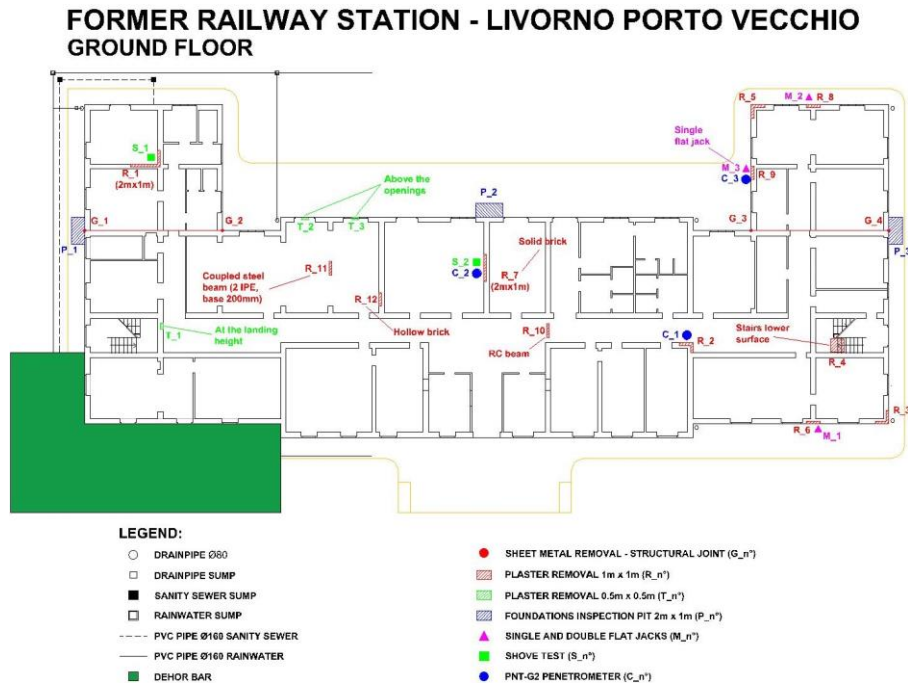 FORMER RAILWAY STATION - LIVORNO PORTO VECCHIO
GROUND FLOOR
M_2
R_5
R_8
S_1
R_1
(2mx1m)
Single
flat jack
M_3
C_3
R_9
Above the
openings
P_2
G_1
G_2
T_2
T_3
G_3
G_4
P_1
P_3
Solid brick
S_2
C_2
R_7
(2mx1m)
R_11
Coupled steel
beam (2 IPE,
base 200mm)
R_12
At the landing
height
T_1
Hollow brick
R_10
RC beam
C_1
R_2
Stairs lower
surface
R_4
R_3
R_6
M_1
LEGEND:
DRAINPIPE Ø80
DRAINPIPE SUMP
SANITY SEWER SUMP
RAINWATER SUMP
PVC PIPE Ø160 SANITY SEWER
PVC PIPE Ø160 RAINWATER
DEHOR BAR
SHEET METAL REMOVAL - STRUCTURAL JOINT (G_n°)
PLASTER REMOVAL 1m x 1m (R_n°)
PLASTER REMOVAL 0.5m x 0.5m (T_n°)
FOUNDATIONS INSPECTION PIT 2m x 1m (P_n°)
SINGLE AND DOUBLE FLAT JACKS (M_n°)
SHOVE TEST (S_n°)
PNT-G2 PENETROMETER (C_n°)